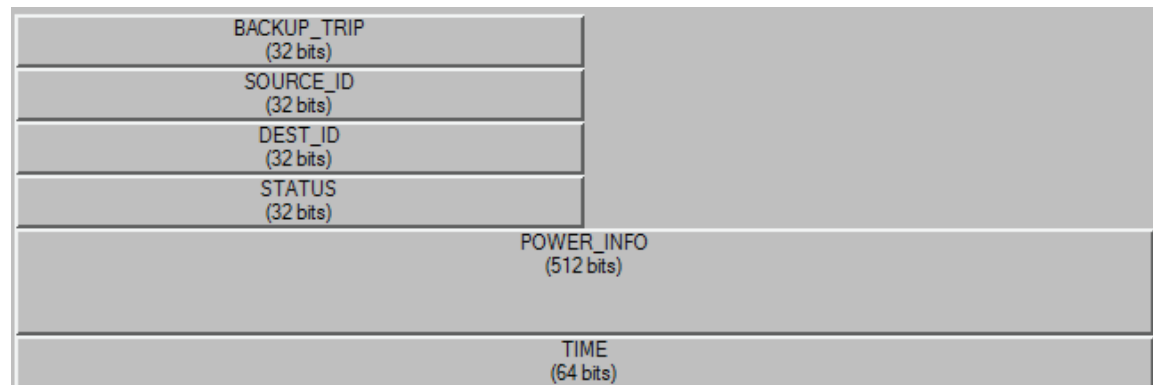 BACKUP_TRIP
(32 bits)
SOURCE_ID
(32 bits)
DEST_ID
(32 bits)
STATUS
(32 bits)
POWER_INFO
(512 bits)
TIME
(64 bits)